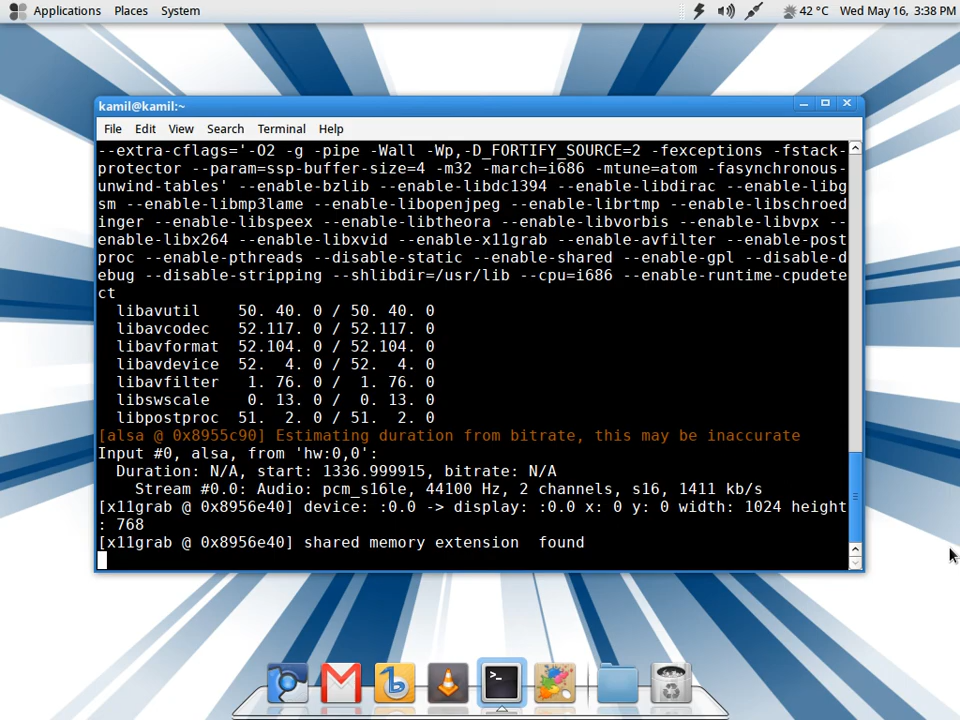 Applications Places System 42 °C Wed May 16, 3:38 PM
kamil@kamil:~
File Edit View Search Terminal Help
--extra-cflags='-O2 -g -pipe -Wall -Wp,-D_FORTIFY_SOURCE=2 -fexceptions -fstack-
protector --param=ssp-buffer-size=4 -m32 -march=i686 -mtune=atom -fasynchronous-
unwind-tables' --enable-bzlib --enable-libdc1394 --enable-libdirac --enable-libg
sm --enable-libmp3lame --enable-libopenjpeg --enable-librtmp --enable-libschroed
inger --enable-libspeex --enable-libtheora --enable-libvorbis --enable-libvpx --
enable-libx264 --enable-libxvid --enable-x11grab --enable-avfilter --enable-post
proc --enable-pthreads --disable-static --enable-shared --enable-gpl --disable-d
ebug --disable-stripping --shlibdir=/usr/lib --cpu=i686 --enable-runtime-cpudete
ct
libavutil 50. 40. 0 / 50. 40. 0
libavcodec 52.117. 0 / 52.117. 0
libavformat 52.104. 0 / 52.104. 0
libavdevice 52. 4. 0 / 52. 4. 0
libavfilter 1. 76. 0 / 1. 76. 0
libswscale 0. 13. 0 / 0. 13. 0
libpostproc 51. 2. 0 / 51. 2. 0
[alsa @ 0x8955c90] Estimating duration from bitrate, this may be inaccurate
Input #0, alsa, from 'hw:0,0':
Duration: N/A, start: 1336.999915, bitrate: N/A
Stream #0.0: Audio: pcm_s16le, 44100 Hz, 2 channels, s16, 1411 kb/s
[x11grab @ 0x8956e40] device: :0.0 -> display: :0.0 x: 0 y: 0 width: 1024 height
: 768
[x11grab @ 0x8956e40] shared memory extension  found
>_